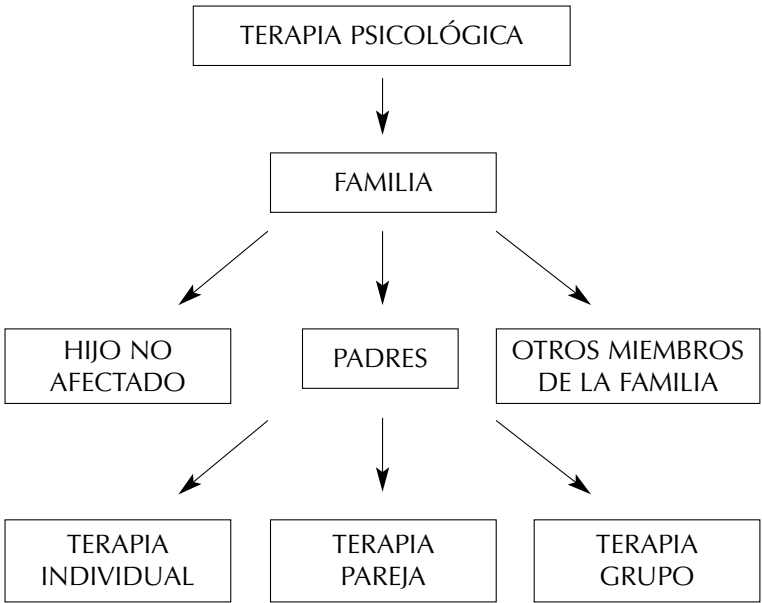 TERAPIA PSICOLÓGICA
FAMILIA
HIJO NO
AFECTADO
PADRES
OTROS MIEMBROS
DE LA FAMILIA
TERAPIA
INDIVIDUAL
TERAPIA
PAREJA
TERAPIA
GRUPO